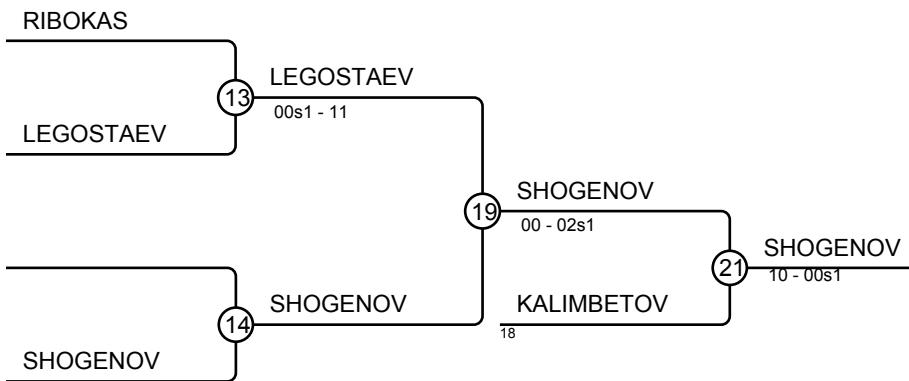 RIBOKAS
LEGOSTAEV
13
00s1 - 11
LEGOSTAEV
SHOGENOV
19
00 - 02s1
SHOGENOV
21
10 - 00s1
SHOGENOV
14
KALIMBETOV
18
SHOGENOV